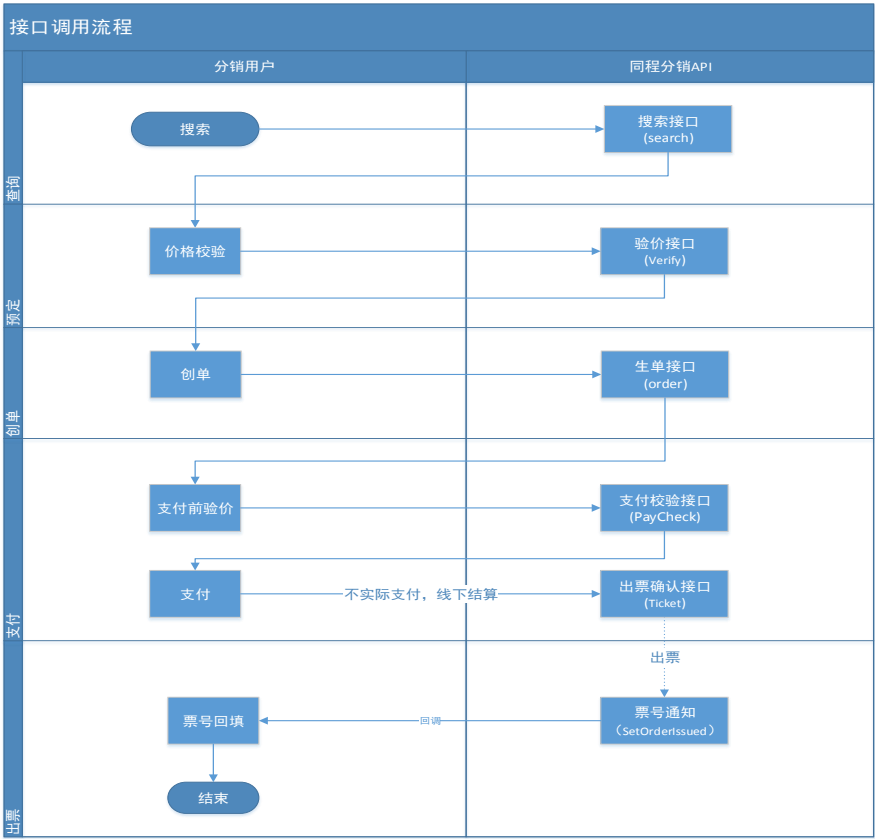 接口调用流程
分销用户
同程分销API
查询
搜索
搜索接口
(search)
预定
价格校验
验价接口
(Verify)
创单
创单
生单接口
(order)
支付
支付前验价
支付校验接口
(PayCheck)
支付
不实际支付，线下结算
出票确认接口
(Ticket)
出票
出票
票号回填
回调
票号通知
（SetOrderIssued）
结束